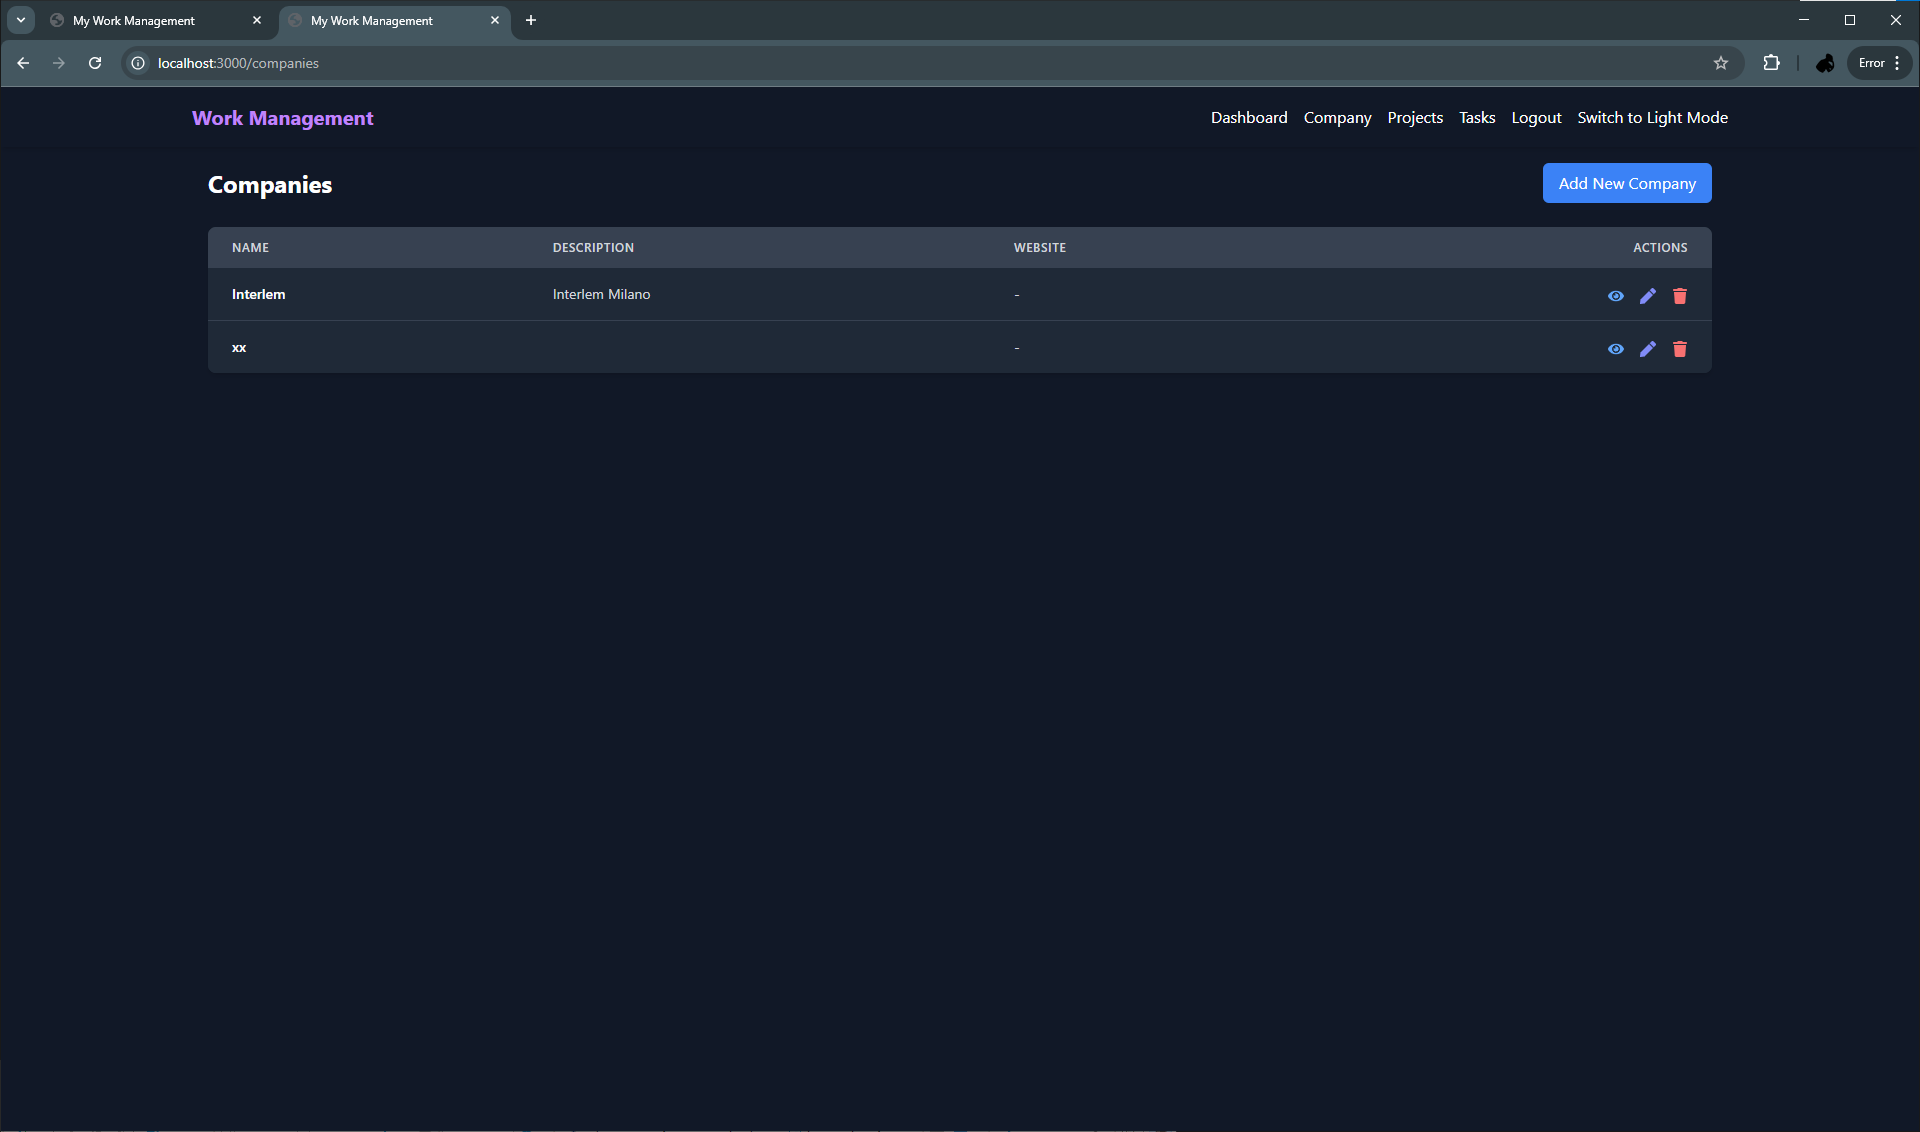 My Work Management
My Work Management
localhost:3000/companies
Error
Work Management
Dashboard Company Projects Tasks Logout Switch to Light Mode
Companies
Add New Company
NAME DESCRIPTION WEBSITE ACTIONS
Interlem Interlem Milano -
xx -